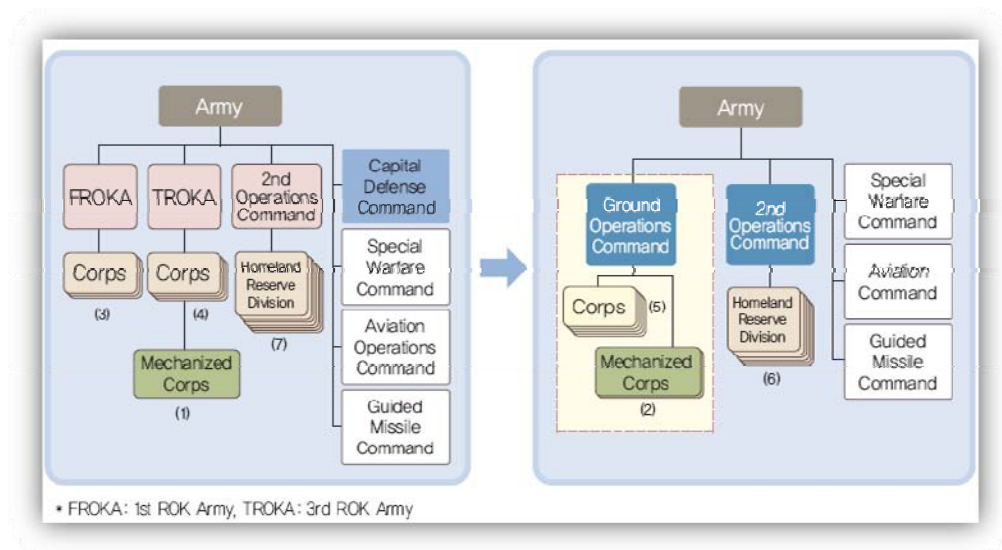 Army
FROKA
TROKA
2nd
Operations
Command
Capital
Defense
Command
Corps
(3)
Corps
(4)
Homeland
Reserve
Division
(7)
Special
Warfare
Command
Mechanized
Corps
(1)
Aviation
Operations
Command
Guided
Missile
Command
Army
Ground
Operations
Command
2nd
Operations
Command
Special
Warfare
Command
Corps
(5)
Mechanized
Corps
(2)
Homeland
Reserve
Division
(6)
Aviation
Command
Guided
Missile
Command
* FROKA: 1st ROK Army, TROKA: 3rd ROK Army